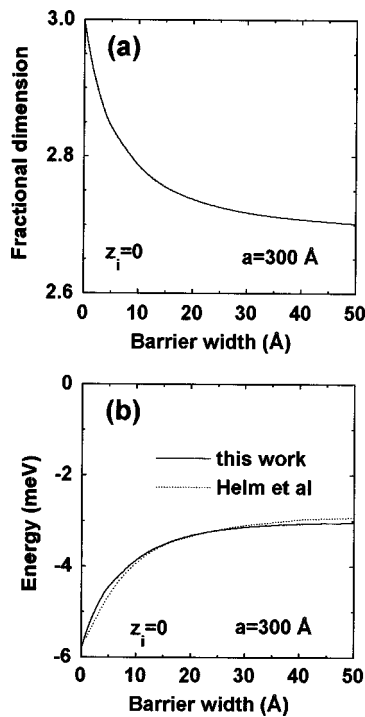 (a)
3.0
2.8
2.6
Fractional dimension
z_i=0
a=300 Å
0 10 20 30 40 50
Barrier width (Å)
(b)
0
-2
-4
-6
Energy (meV)
this work
Helm et al
z_i=0
a=300 Å
0 10 20 30 40 50
Barrier width (Å)